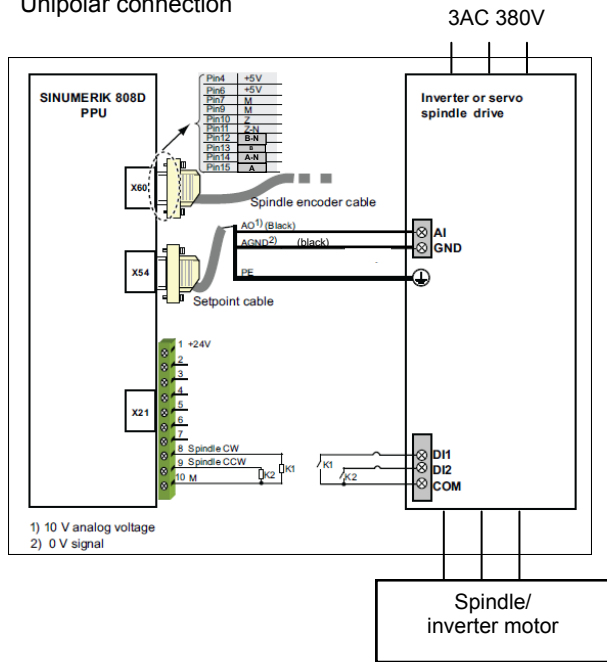 Unipolar connection
3AC 380V
SINUMERIK 808D
PPU
Pin4 +5V
Pin6 +5V
Pin7 M
Pin9 M
Pin10 Z
Pin11 Z-N
Pin12 B-N
Pin13 B
Pin14 A-N
Pin15 A
Inverter or servo
spindle drive
X60
Spindle encoder cable
AO1) (Black)
AGND2) (black)
PE
AI
GND
X54
Setpoint cable
X21
1 +24V
2
3
4
5
6
7
8 Spindle CW
9 Spindle CCW
10 M
K2
K1
K1
K2
DI1
DI2
COM
1) 10 V analog voltage
2) 0 V signal
Spindle/
inverter motor